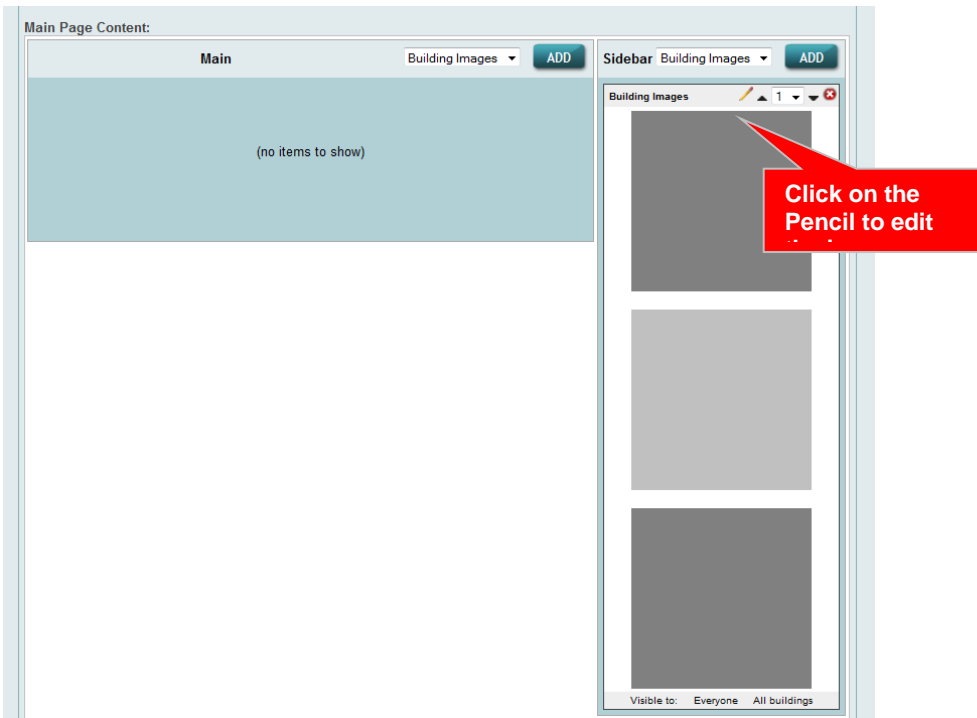 Main Page Content:
Main Building Images ADD
Sidebar Building Images ADD
Building Images 1
(no items to show)
Click on the
Pencil to edit
Visible to: Everyone All buildings